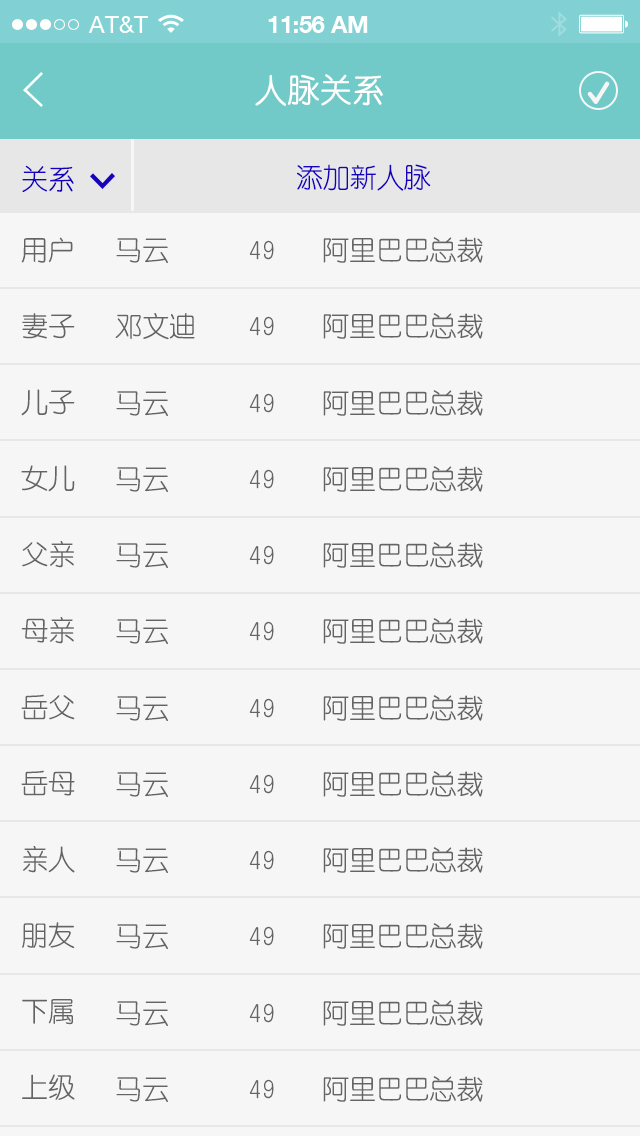 AT&T 11:56 AM
人脉关系
关系 添加新人脉
用户 马云 49 阿里巴巴总裁
妻子 邓文迪 49 阿里巴巴总裁
儿子 马云 49 阿里巴巴总裁
女儿 马云 49 阿里巴巴总裁
父亲 马云 49 阿里巴巴总裁
母亲 马云 49 阿里巴巴总裁
岳父 马云 49 阿里巴巴总裁
岳母 马云 49 阿里巴巴总裁
亲人 马云 49 阿里巴巴总裁
朋友 马云 49 阿里巴巴总裁
下属 马云 49 阿里巴巴总裁
上级 马云 49 阿里巴巴总裁